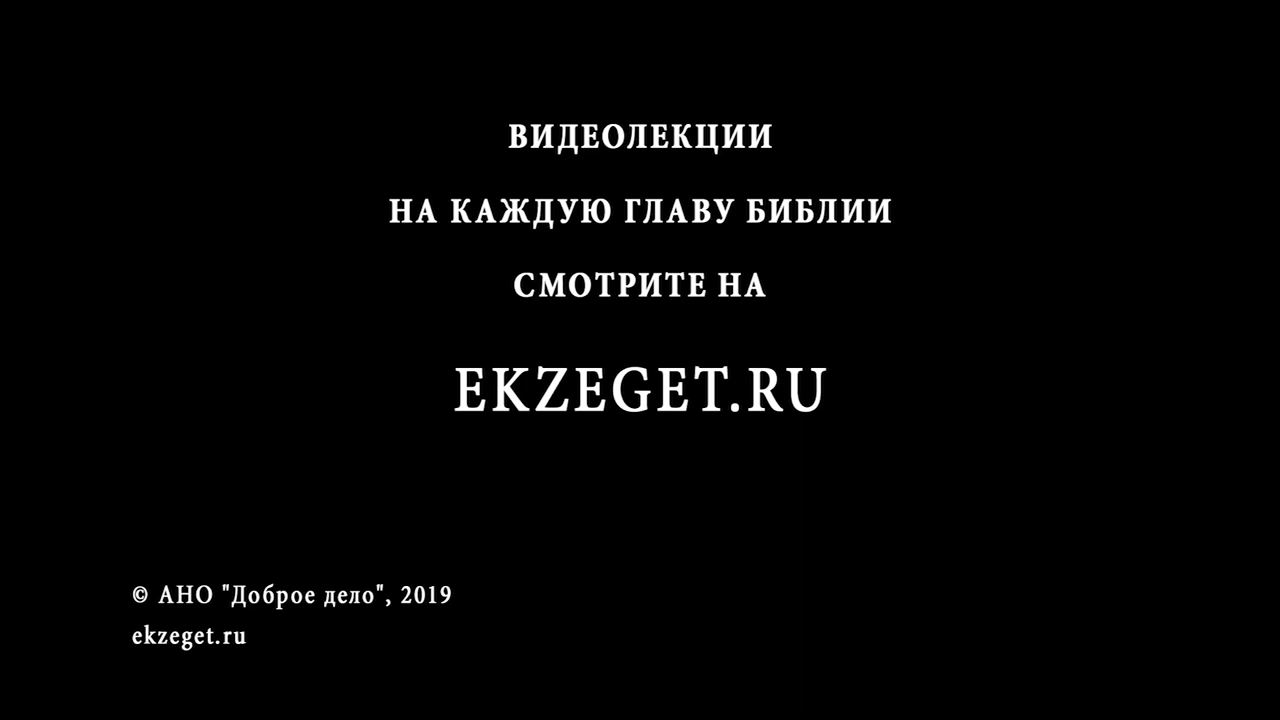 ВИДЕОЛЕКЦИИ
НА КАЖДУЮ ГЛАВУ БИБЛИИ
СМОТРИТЕ НА
EKZEGET.RU
© АНО "Доброе дело", 2019
ekzeget.ru